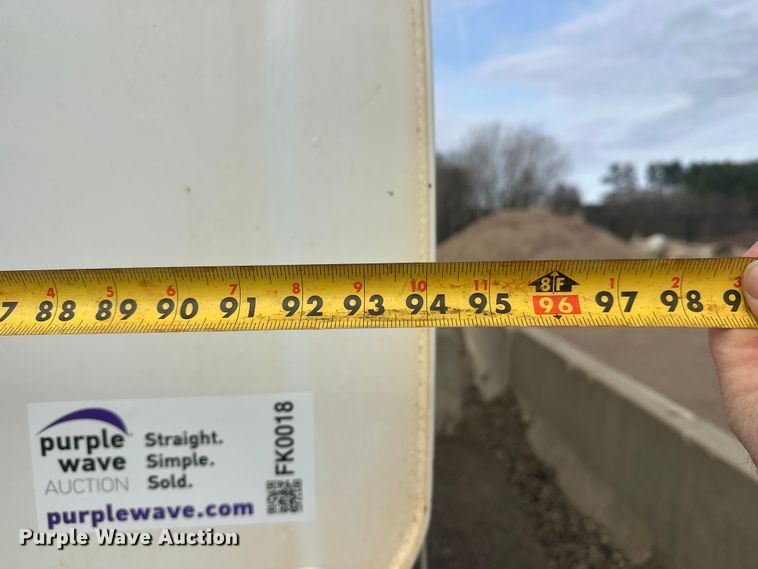 4 5 6 7 8 9 10 11 8F 1 2 3
7 88 89 90 91 92 93 94 95 96 97 98 9
purple
wave
AUCTION
Straight.
Simple.
Sold.
FK0018
purplewave.com
Purple Wave Auction